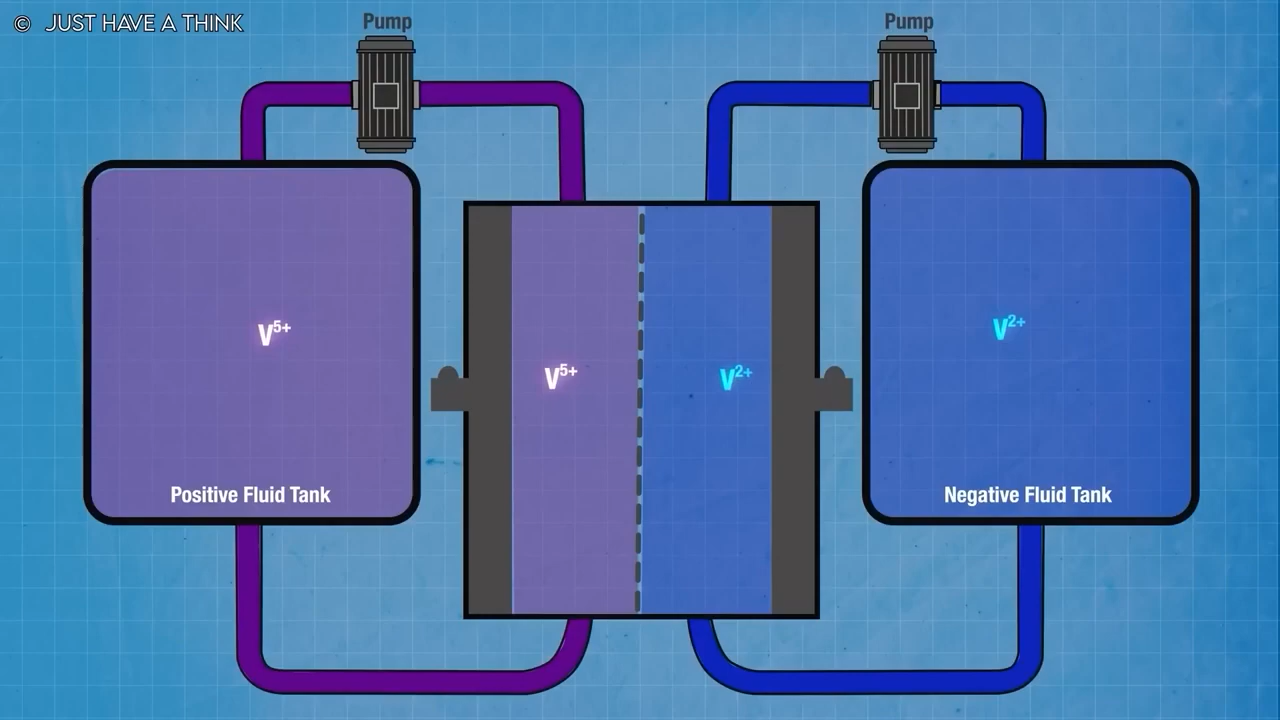 © JUST HAVE A THINK
Pump
Pump
V⁵⁺
V⁵⁺
V²⁺
V²⁺
Positive Fluid Tank
Negative Fluid Tank